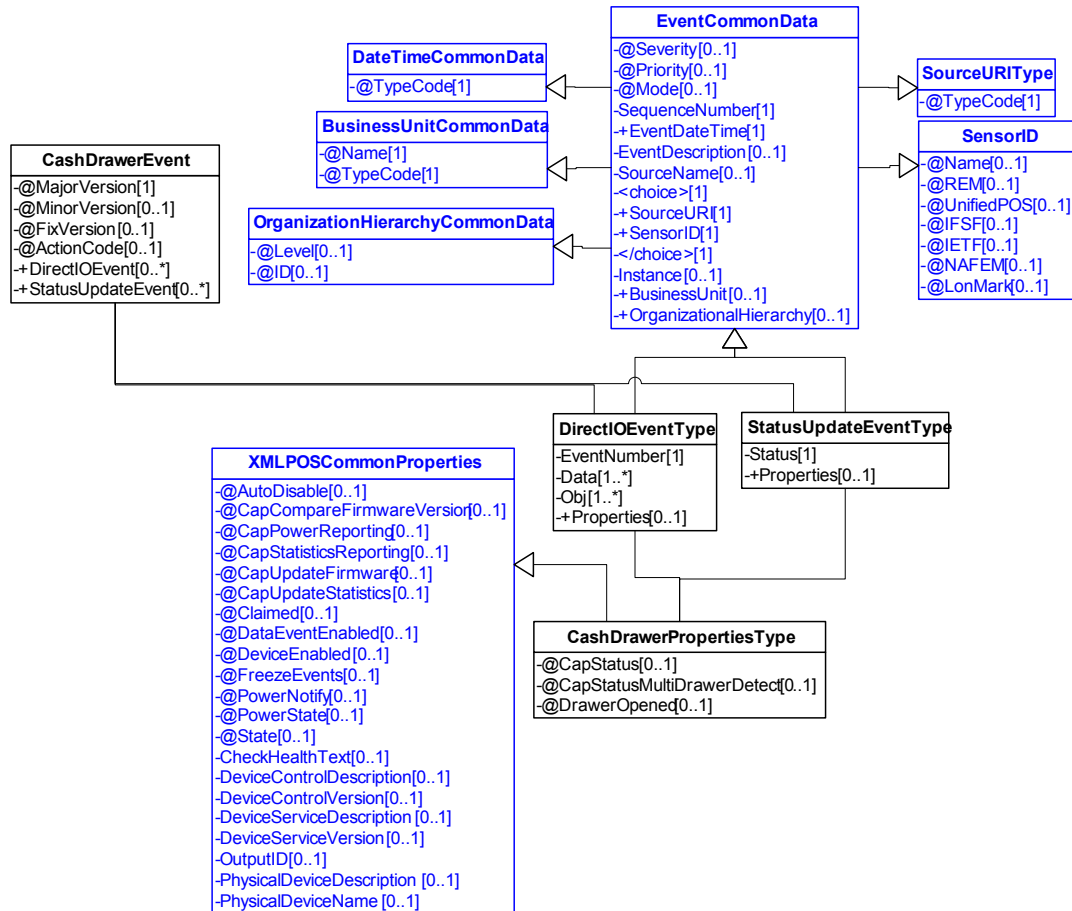 EventCommonData
-@Severity[0..1]
-@Priority[0..1]
-@Mode[0..1]
-SequenceNumber[1]
-+EventDateTime[1]
-EventDescription[0..1]
-SourceName[0..1]
-<choice>[1]
-+SourceURI[1]
-+SensorID[1]
-</choice>[1]
-Instance[0..1]
-+BusinessUnit[0..1]
-+OrganizationalHierarchy[0..1]
DateTimeCommonData
-@TypeCode[1]
BusinessUnitCommonData
-@Name[1]
-@TypeCode[1]
OrganizationHierarchyCommonData
-@Level[0..1]
-@ID[0..1]
SourceURIType
-@TypeCode[1]
SensorID
-@Name[0..1]
-@REM[0..1]
-@UnifiedPOS[0..1]
-@IFSF[0..1]
-@IETF[0..1]
-@NAFEM[0..1]
-@LonMark[0..1]
CashDrawerEvent
-@MajorVersion[1]
-@MinorVersion[0..1]
-@FixVersion[0..1]
-@ActionCode[0..1]
-+DirectIOEvent[0..*]
-+StatusUpdateEvent[0..*]
DirectIOEventType
-EventNumber[1]
-Data[1..*]
-Obj[1..*]
-+Properties[0..1]
StatusUpdateEventType
-Status[1]
-+Properties[0..1]
XMLPOSCommonProperties
-@AutoDisable[0..1]
-@CapCompareFirmwareVersion[0..1]
-@CapPowerReporting[0..1]
-@CapStatisticsReporting[0..1]
-@CapUpdateFirmware[0..1]
-@CapUpdateStatistics[0..1]
-@Claimed[0..1]
-@DataEventEnabled[0..1]
-@DeviceEnabled[0..1]
-@FreezeEvents[0..1]
-@PowerNotify[0..1]
-@PowerState[0..1]
-@State[0..1]
-CheckHealthText[0..1]
-DeviceControlDescription[0..1]
-DeviceControlVersion[0..1]
-DeviceServiceDescription[0..1]
-DeviceServiceVersion[0..1]
-OutputID[0..1]
-PhysicalDeviceDescription [0..1]
-PhysicalDeviceName [0..1]
CashDrawerPropertiesType
-@CapStatus[0..1]
-@CapStatusMultiDrawerDetect[0..1]
-@DrawerOpened[0..1]